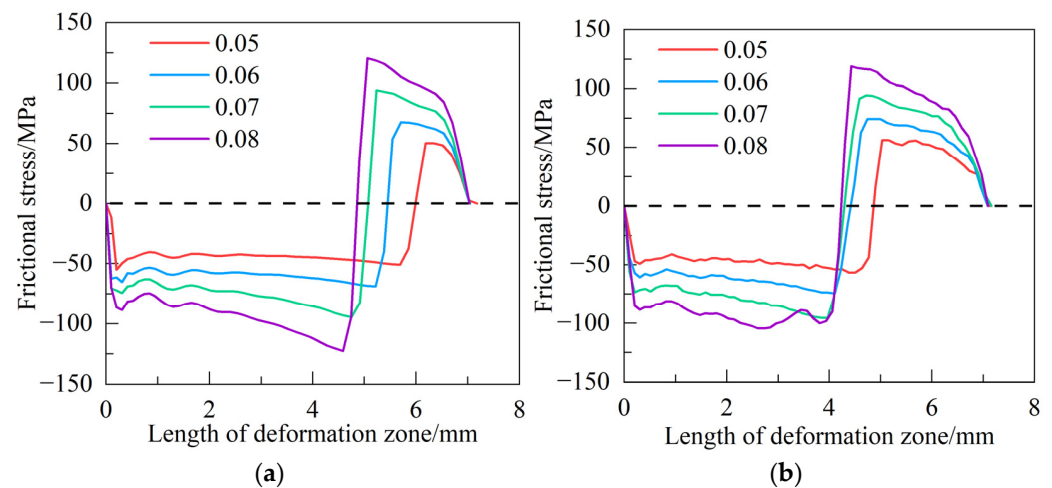 150
100
50
0
−50
−100
−150
Frictional stress/MPa
0.05
0.06
0.07
0.08
0 2 4 6 8
Length of deformation zone/mm
(a)
150
100
50
0
−50
−100
−150
Frictional stress/MPa
0.05
0.06
0.07
0.08
0 2 4 6 8
Length of deformation zone/mm
(b)